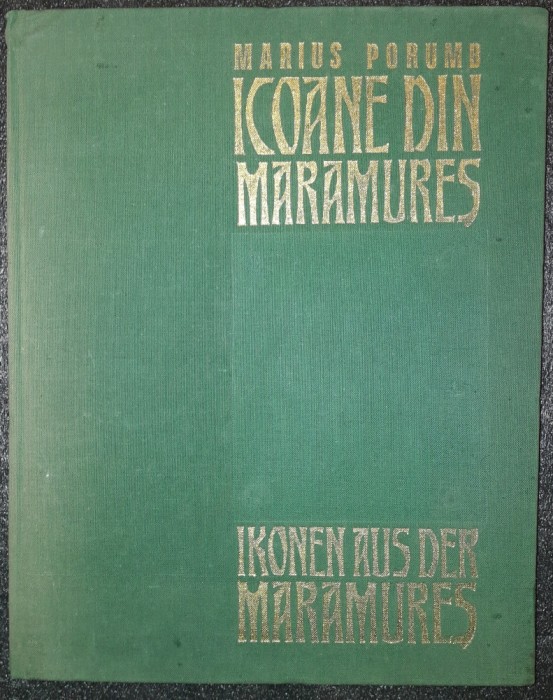 MARIUS PORUMB
ICOANE DIN
MARAMUREȘ
IKONEN AUS DER
MARAMUREȘ